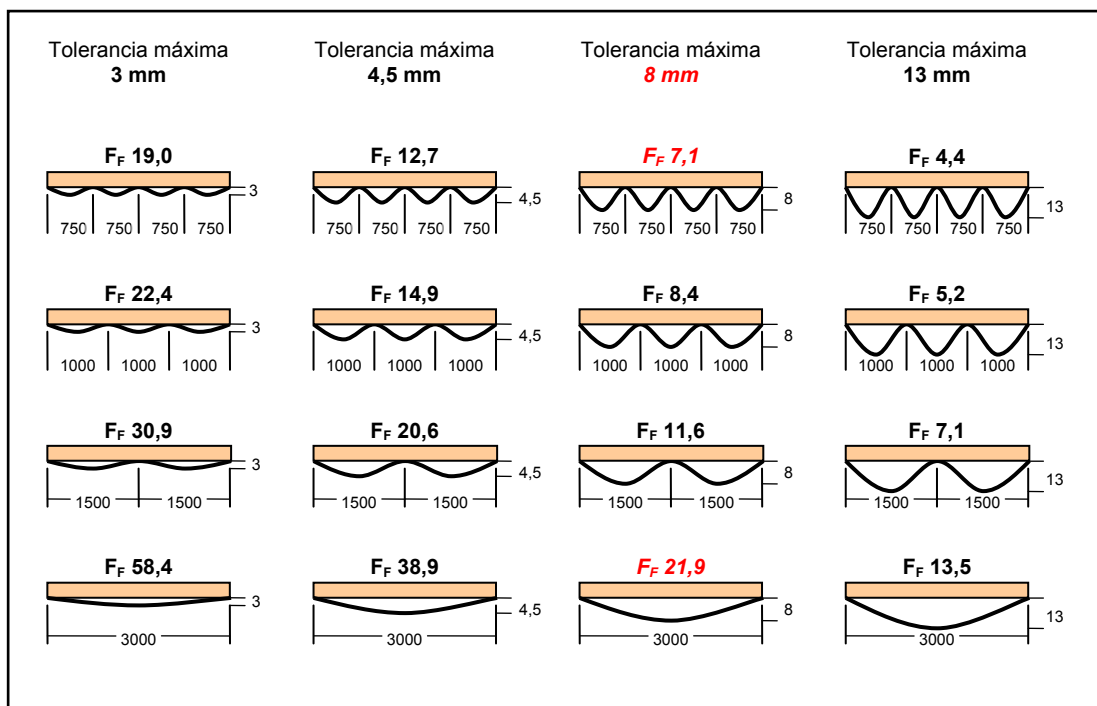 Tolerancia máxima Tolerancia máxima Tolerancia máxima Tolerancia máxima
3 mm 4,5 mm 8 mm 13 mm
FF 19,0 FF 12,7 FF 7,1 FF 4,4
3 4,5 8 13
750 750 750 750 750 750 750 750 750 750 750 750 750 750 750 750
FF 22,4 FF 14,9 FF 8,4 FF 5,2
3 4,5 8 13
1000 1000 1000 1000 1000 1000 1000 1000 1000 1000 1000 1000
FF 30,9 FF 20,6 FF 11,6 FF 7,1
3 4,5 8 13
1500 1500 1500 1500 1500 1500 1500 1500
FF 58,4 FF 38,9 FF 21,9 FF 13,5
3 4,5 8 13
3000 3000 3000 3000